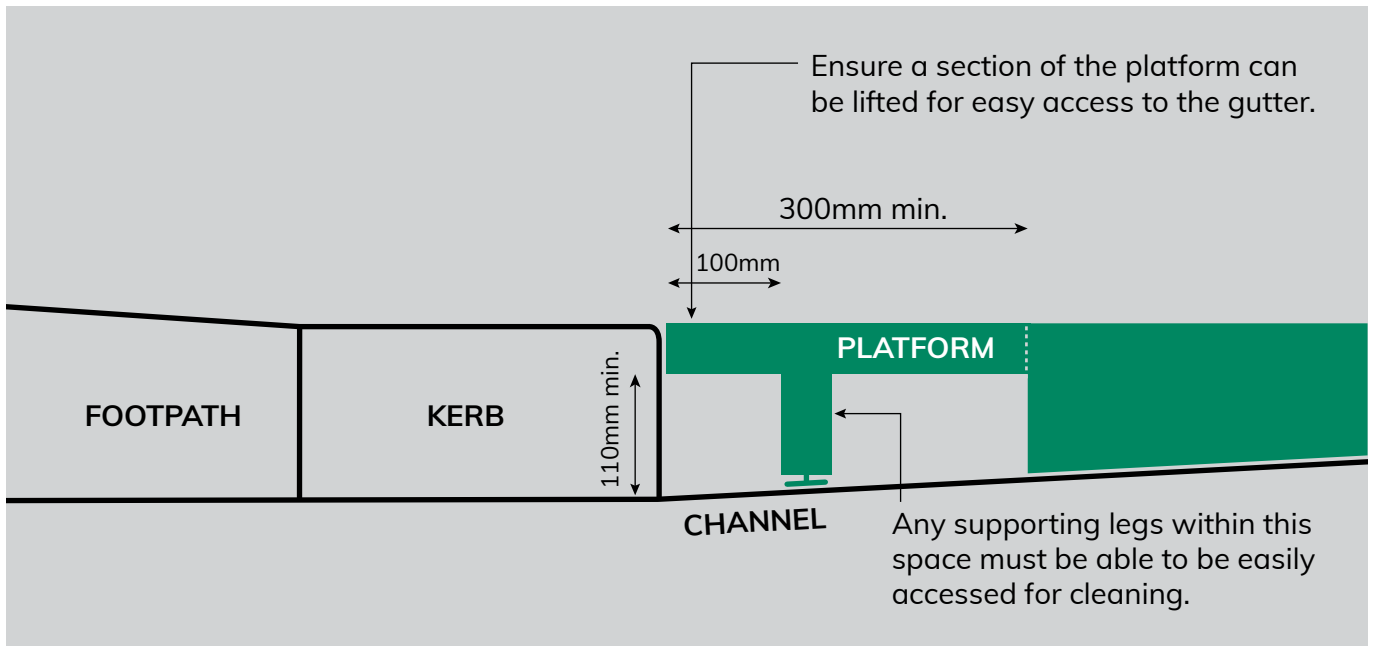 Ensure a section of the platform can
be lifted for easy access to the gutter.
300mm min.
100mm
PLATFORM
FOOTPATH
KERB
110mm min.
CHANNEL
Any supporting legs within this
space must be able to be easily
accessed for cleaning.